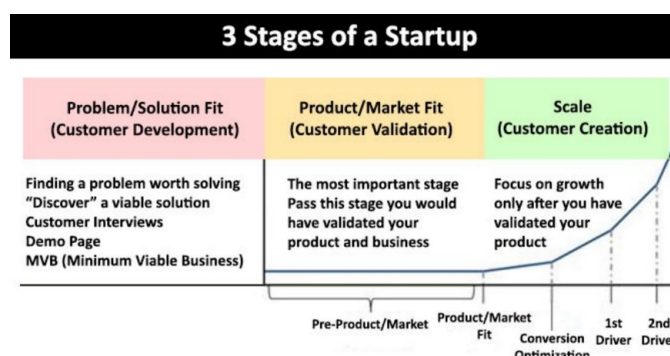 3 Stages of a Startup
Problem/Solution Fit
(Customer Development)
Product/Market Fit
(Customer Validation)
Scale
(Customer Creation)
Finding a problem worth solving
“Discover” a viable solution
Customer Interviews
Demo Page
MVB (Minimum Viable Business)
The most important stage
Pass this stage you would
have validated your
product and business
Focus on growth
only after you have
validated your
product
Pre-Product/Market
Product/Market
Fit
Conversion
Optimization
1st
Driver
2nd
Drive